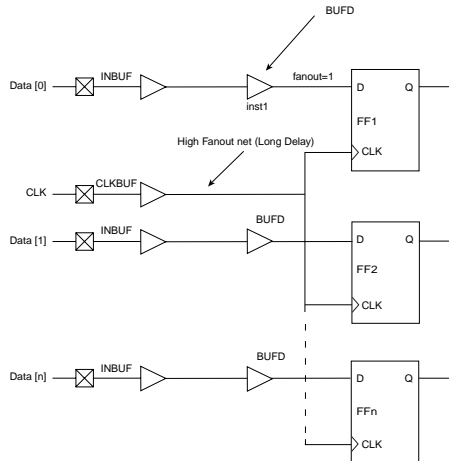 BUFD
Data [0]
INBUF
inst1
fanout=1
D
Q
FF1
CLK
High Fanout net (Long Delay)
CLK
CLKBUF
Data [1]
INBUF
BUFD
D
Q
FF2
CLK
Data [n]
INBUF
BUFD
D
Q
FFn
CLK